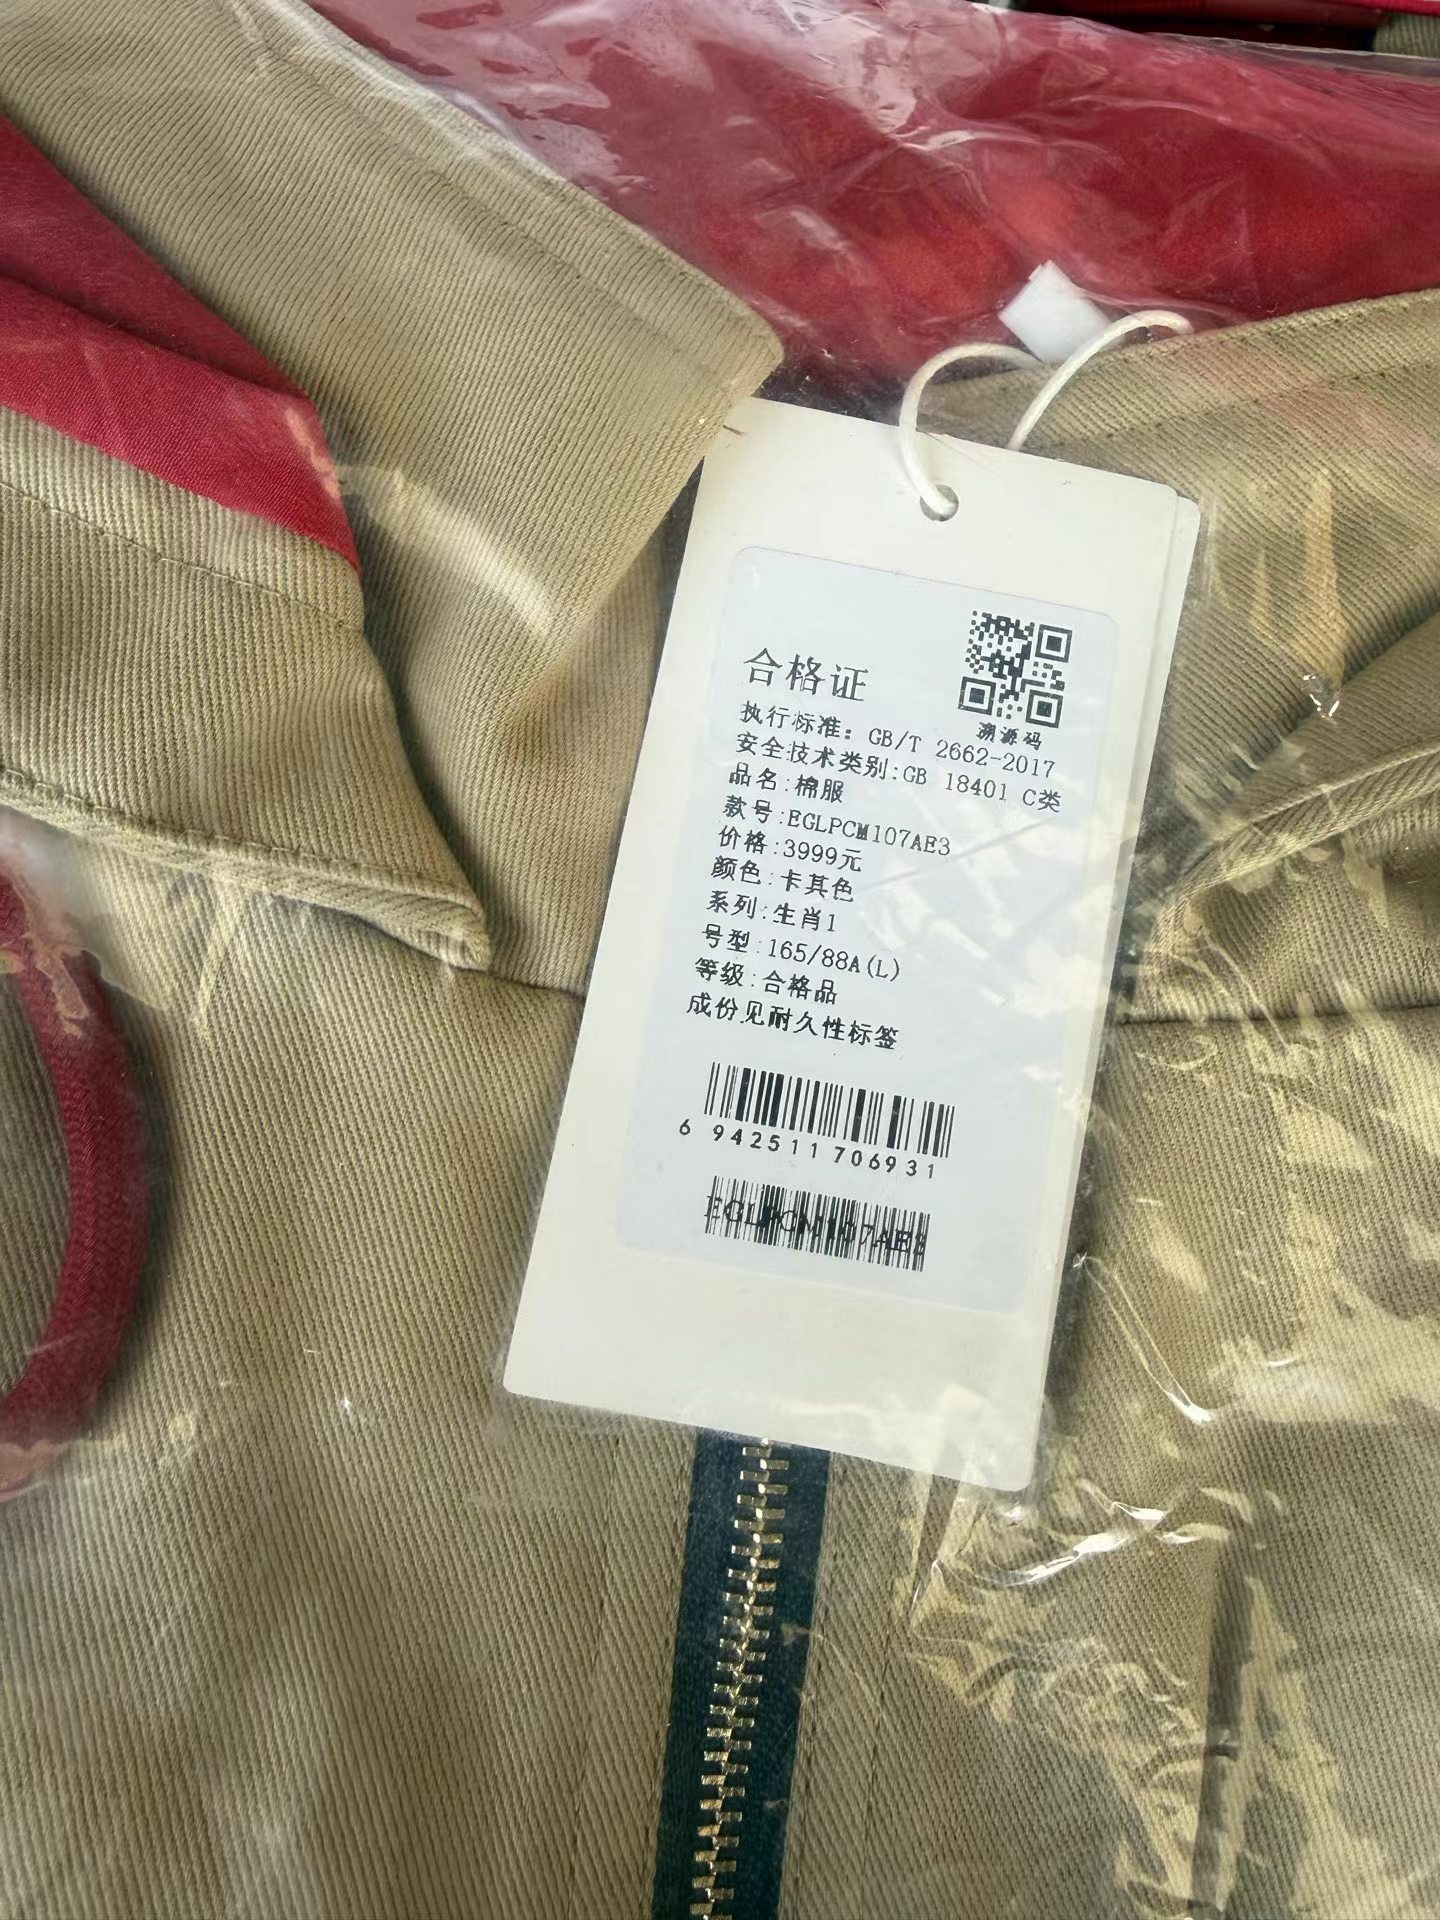 合格证
溯源码
执行标准：GB/T 2662-2017
安全技术类别:GB 18401 C类
品名:棉服
款号:EGLPCM107AE3
价格:3999元
颜色:卡其色
系列:生肖1
号型:165/88A(L)
等级:合格品
成份见耐久性标签
6 942511 706931
EGLPCM107AE3